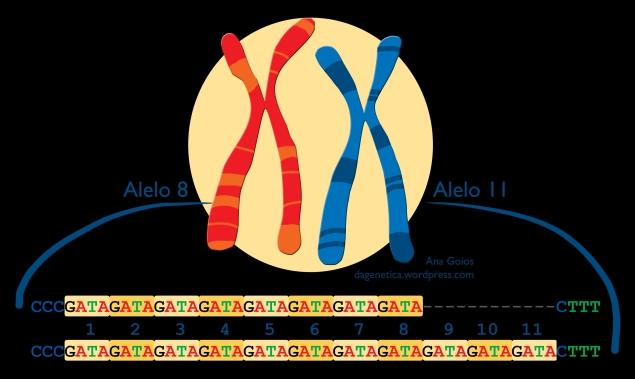 Alelo 8
Alelo 11
Ana Goios
dagenetica.wordpress.com
CCCGATAGATAGATAGATAGATAGATAGATAGATA------------CTTT
1 2 3 4 5 6 7 8 9 10 11
CCCGATAGATAGATAGATAGATAGATAGATAGATAGATAGATAGATACTTT